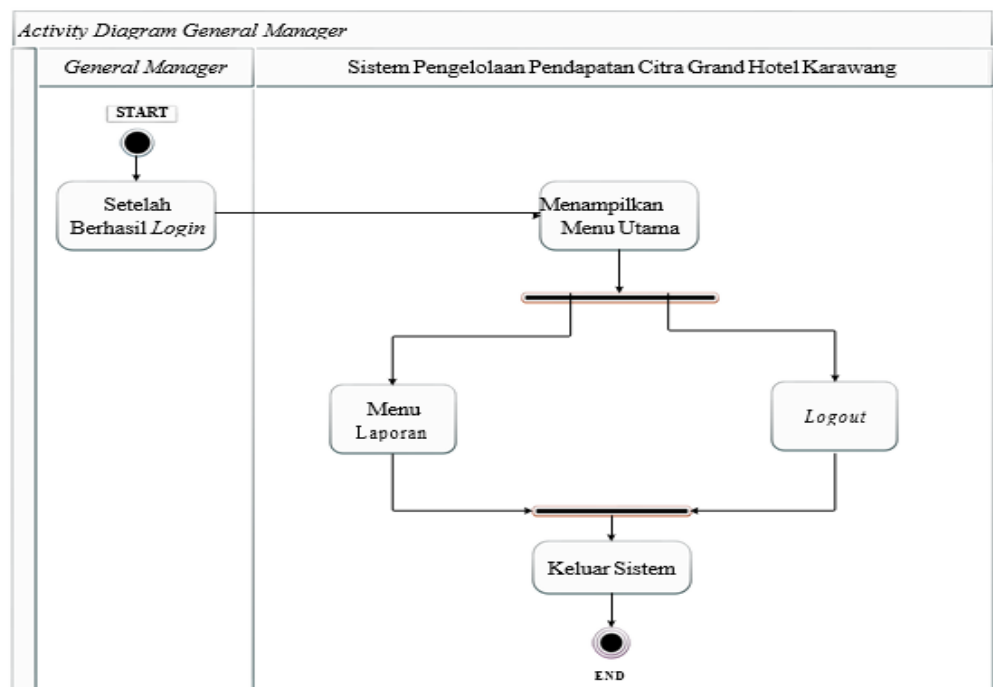 Activity Diagram General Manager
General Manager
Sistem Pengelolaan Pendapatan Citra Grand Hotel Karawang
START
Setelah
Berhasil Login
Menampilkan
Menu Utama
Menu
Laporan
Logout
Keluar Sistem
END